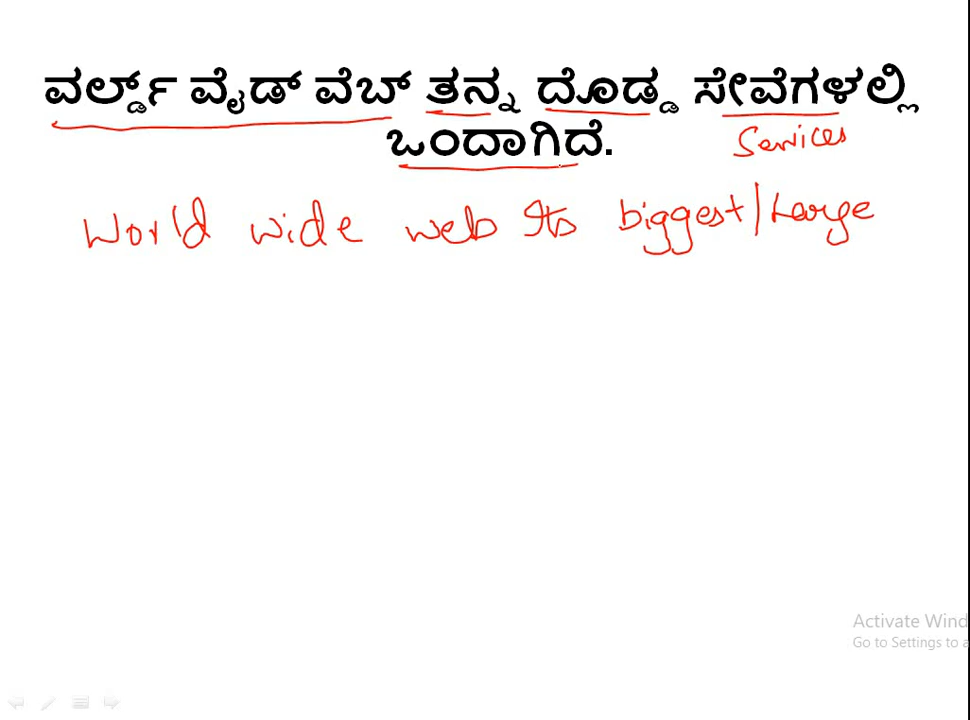 ವರ್ಲ್ಡ್ ವೈಡ್ ವೆಬ್ ತನ್ನ ದೊಡ್ಡ ಸೇವೆಗಳಲ್ಲಿ
ಒಂದಾಗಿದೆ.
Services
World wide web Its biggest/Large
Activate Wind
Go to Settings to a